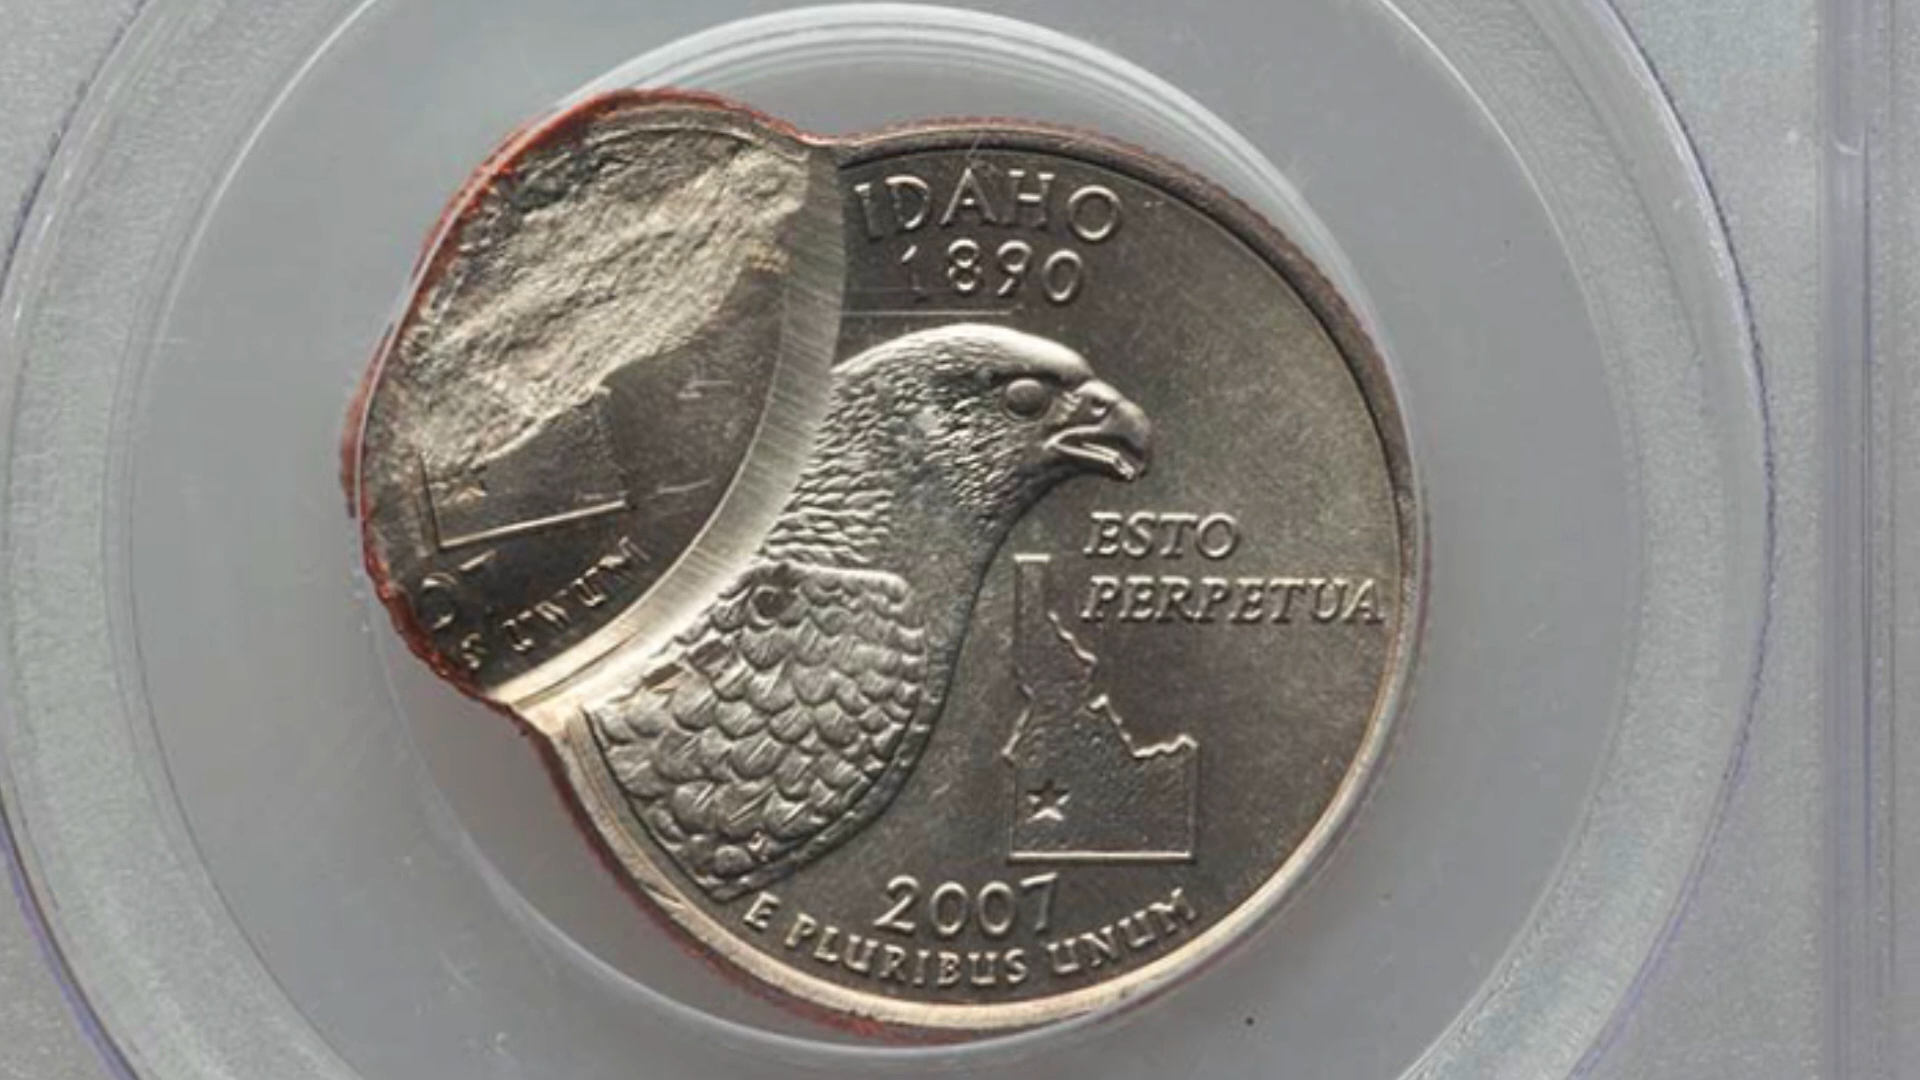 IDAHO
1890
ESTO
PERPETUA
2007
E PLURIBUS UNUM
UNUM